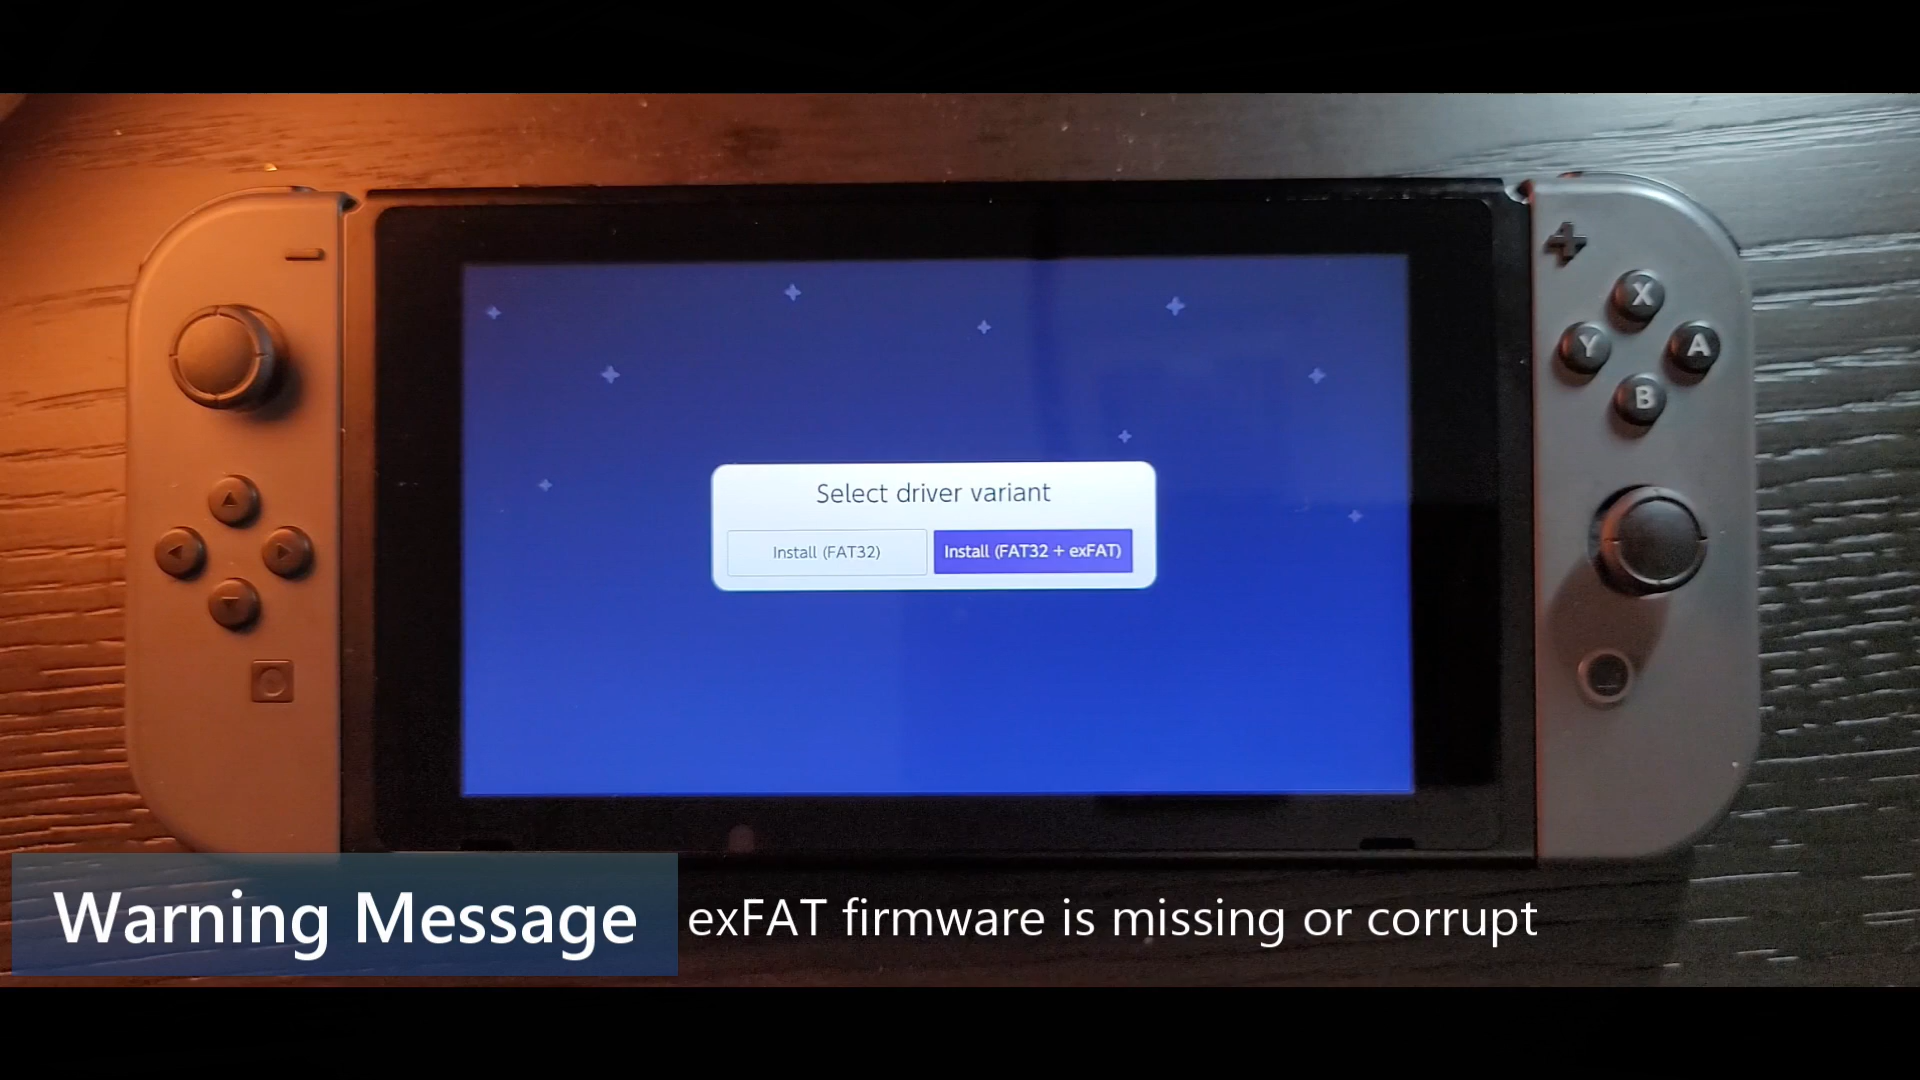 X
Y
A
B
Select driver variant
Install (FAT32)
Install (FAT32 + exFAT)
Warning Message
exFAT firmware is missing or corrupt